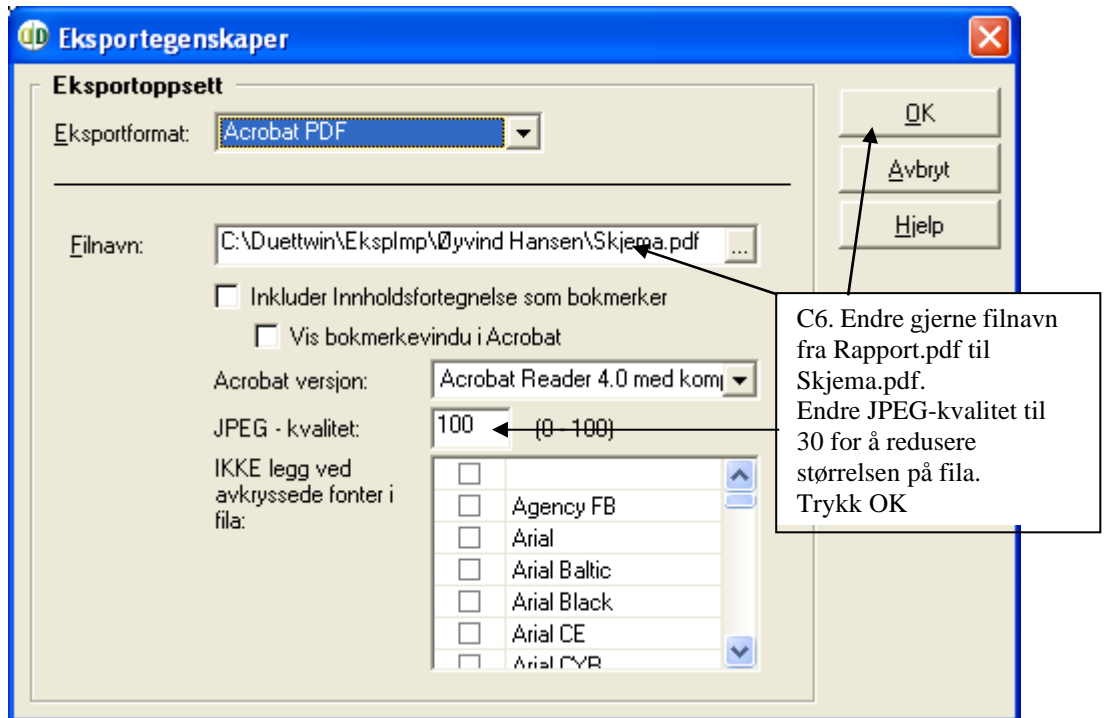 Eksportegenskaper
Eksportoppsett
Eksportformat: Acrobat PDF
OK
Avbryt
Hjelp
Filnavn: C:\Duettwin\EkspImp\Øyvind Hansen\Skjema.pdf ...
Inkluder Innholdsfortegnelse som bokmerker
Vis bokmerkevindu i Acrobat
Acrobat versjon: Acrobat Reader 4.0 med komp
JPEG - kvalitet: 100 (0 - 100)
IKKE legg ved
avkryssede fonter i
fila:
Agency FB
Arial
Arial Baltic
Arial Black
Arial CE
Arial CYR
C6. Endre gjerne filnavn
fra Rapport.pdf til
Skjema.pdf.
Endre JPEG-kvalitet til
30 for å redusere
størrelsen på fila.
Trykk OK